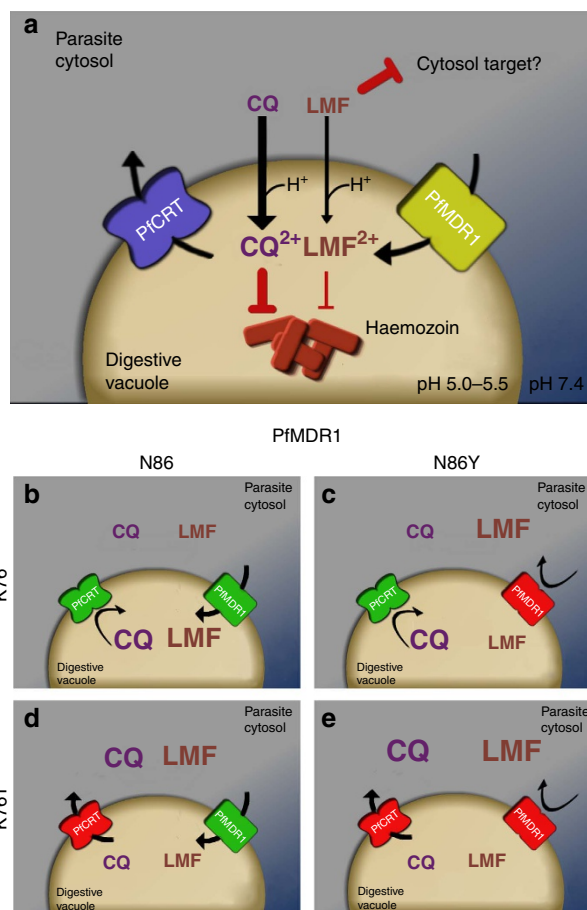 a
Parasite
cytosol
Cytosol target?
CQ
LMF
H+
H+
PfCRT
PfMDR1
CQ2+
LMF2+
Haemozoin
Digestive
vacuole
pH 5.0–5.5
pH 7.4
PfMDR1
N86
N86Y
b
Parasite
cytosol
CQ
LMF
PfCRT
PfMDR1
CQ
LMF
Digestive
vacuole
c
Parasite
cytosol
CQ
LMF
PfCRT
PfMDR1
CQ
LMF
Digestive
vacuole
K76
d
Parasite
cytosol
CQ
LMF
PfCRT
PfMDR1
CQ
LMF
Digestive
vacuole
e
Parasite
cytosol
CQ
LMF
PfCRT
PfMDR1
CQ
LMF
Digestive
vacuole
K76T